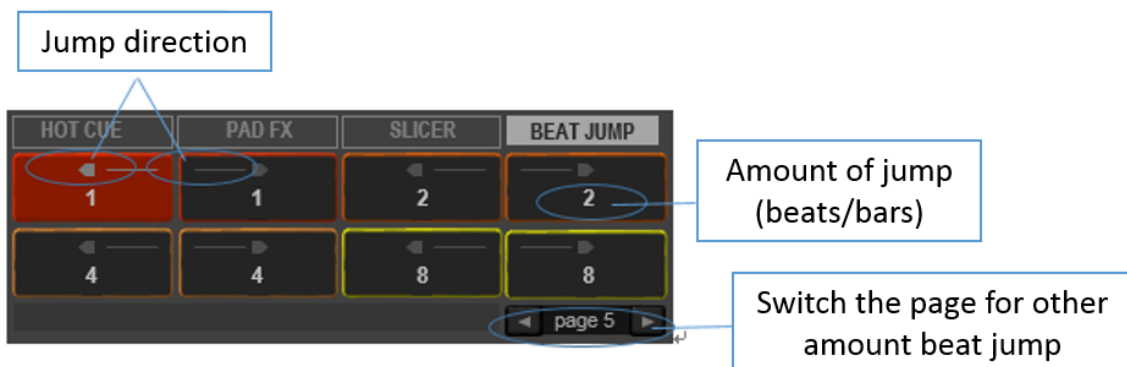 Jump direction
HOT CUE PAD FX SLICER BEAT JUMP
1 1 2 2
4 4 8 8
page 5
Amount of jump
(beats/bars)
Switch the page for other
amount beat jump